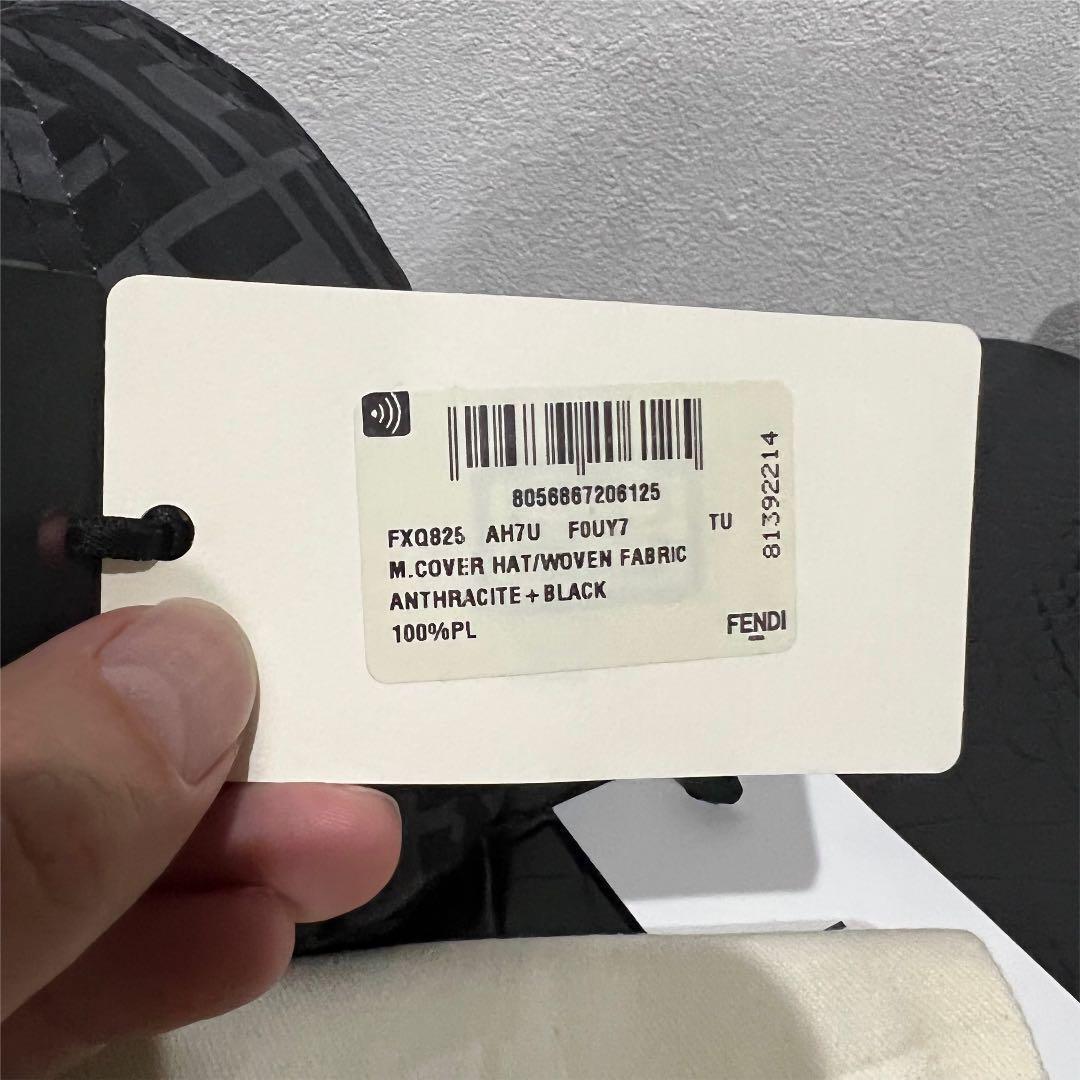 8056867206125
FXQ825 AH7U F0UY7 TU
M.COVER HAT/WOVEN FABRIC
ANTHRACITE+BLACK
100%PL
FENDI
81392214